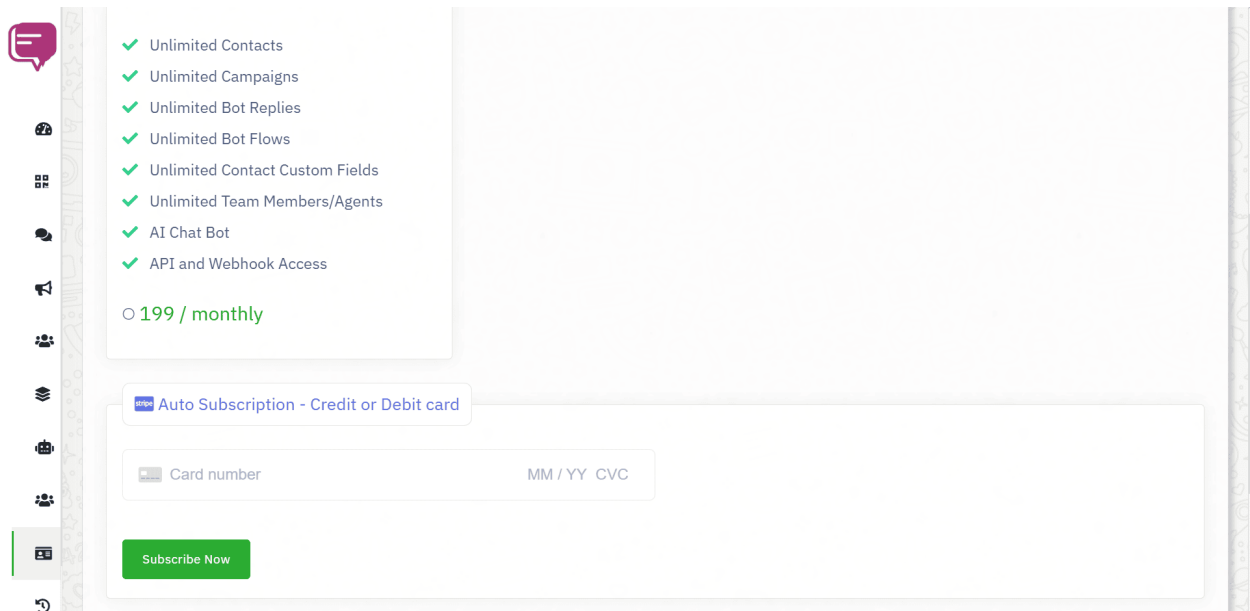 Unlimited Contacts
Unlimited Campaigns
Unlimited Bot Replies
Unlimited Bot Flows
Unlimited Contact Custom Fields
Unlimited Team Members/Agents
AI Chat Bot
API and Webhook Access
199 / monthly
stripe Auto Subscription - Credit or Debit card
Card number MM / YY CVC
Subscribe Now